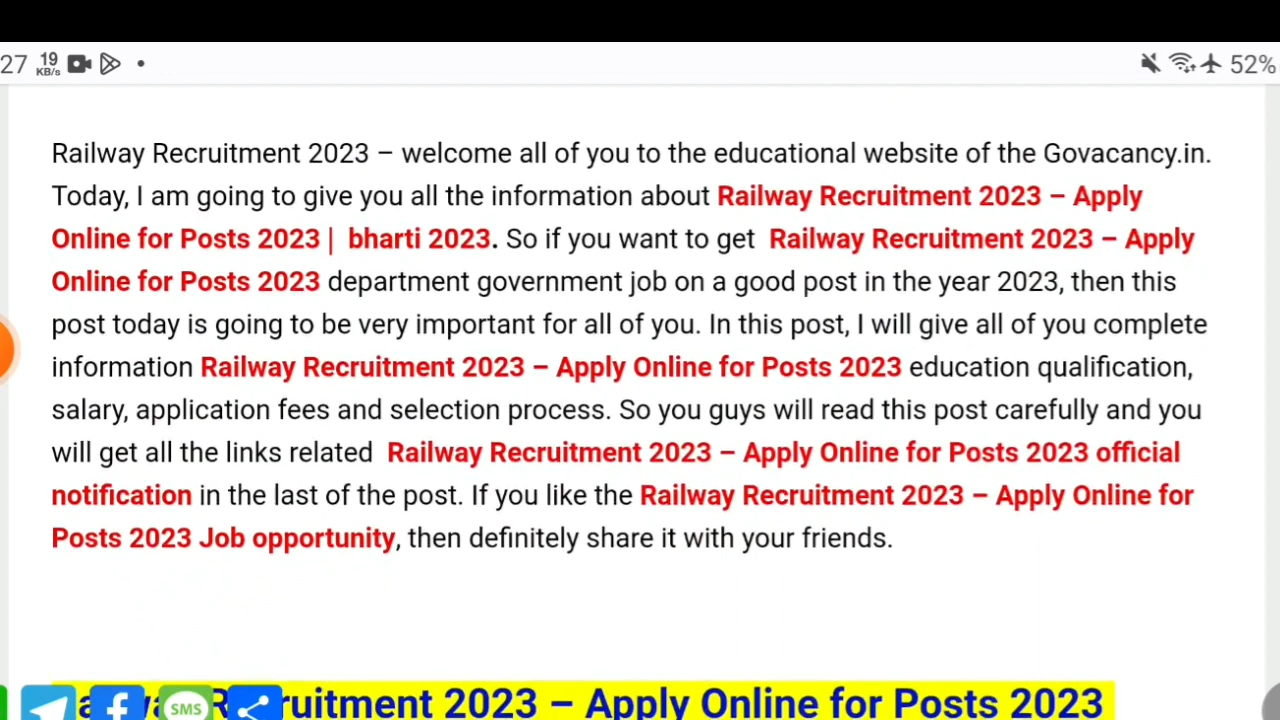 27 19 KB/s 52%
Railway Recruitment 2023 – welcome all of you to the educational website of the Govacancy.in.
Today, I am going to give you all the information about Railway Recruitment 2023 – Apply
Online for Posts 2023 | bharti 2023. So if you want to get Railway Recruitment 2023 – Apply
Online for Posts 2023 department government job on a good post in the year 2023, then this
post today is going to be very important for all of you. In this post, I will give all of you complete
information Railway Recruitment 2023 – Apply Online for Posts 2023 education qualification,
salary, application fees and selection process. So you guys will read this post carefully and you
will get all the links related Railway Recruitment 2023 – Apply Online for Posts 2023 official
notification in the last of the post. If you like the Railway Recruitment 2023 – Apply Online for
Posts 2023 Job opportunity, then definitely share it with your friends.
Railway Recruitment 2023 – Apply Online for Posts 2023
SMS